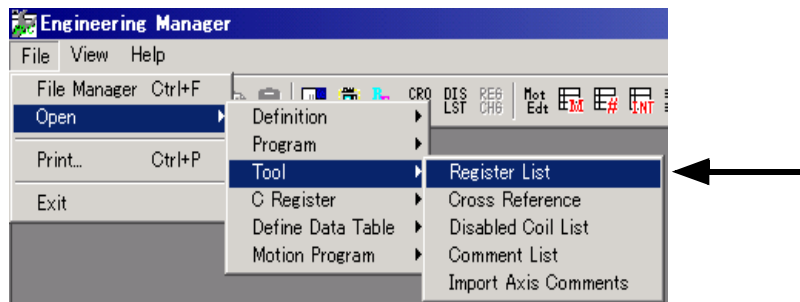 Engineering Manager
File View Help
File Manager Ctrl+F
Open
Print... Ctrl+P
Exit
CRO DIS LST REG CHG Mot Edt M # INT
Definition
Program
Tool
C Register
Define Data Table
Motion Program
Register List
Cross Reference
Disabled Coil List
Comment List
Import Axis Comments